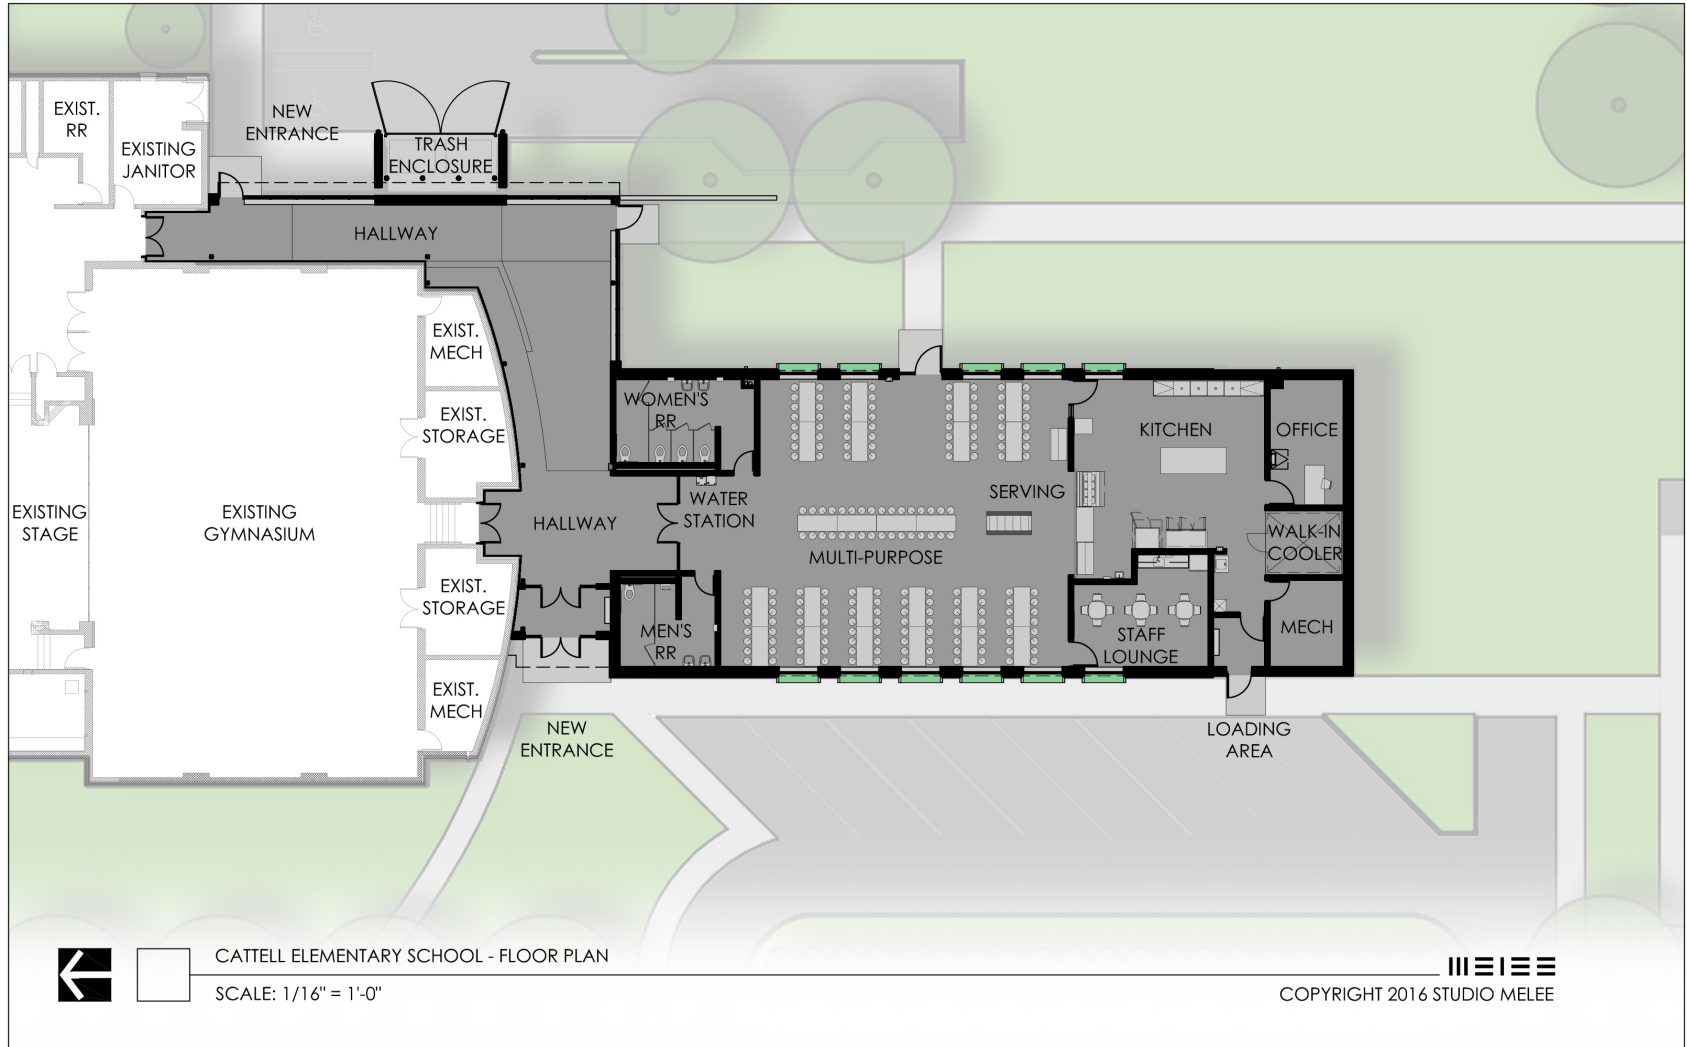 EXIST.
RR
EXISTING
JANITOR
NEW
ENTRANCE
TRASH
ENCLOSURE
HALLWAY
EXIST.
MECH
EXIST.
STORAGE
WOMEN'S
RR
KITCHEN
OFFICE
EXISTING
STAGE
EXISTING
GYMNASIUM
HALLWAY
WATER
STATION
SERVING
MULTI-PURPOSE
WALK-IN
COOLER
EXIST.
STORAGE
MEN'S
RR
STAFF
LOUNGE
MECH
EXIST.
MECH
NEW
ENTRANCE
LOADING
AREA
CATTELL ELEMENTARY SCHOOL - FLOOR PLAN
SCALE: 1/16" = 1'-0"
MELEE
COPYRIGHT 2016 STUDIO MELEE